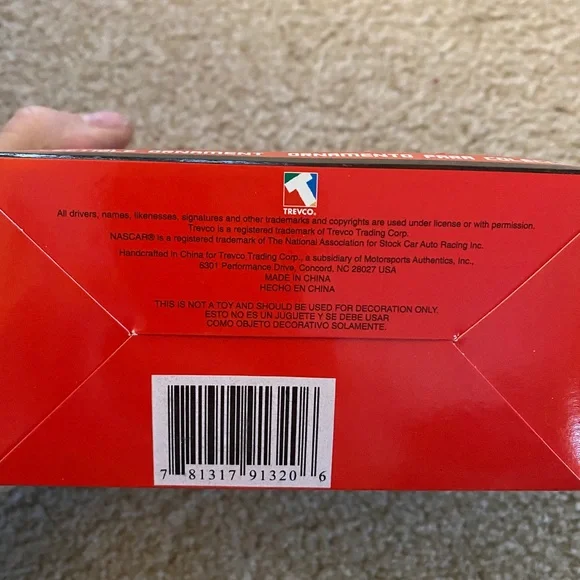 ORNAMENT ORNAMENTO PARA
TREVCO®
All drivers, names, likenesses, signatures and other trademarks and copyrights are used under license or with permission.
Trevco is a registered trademark of Trevco Trading Corp.
NASCAR® is a registered trademark of The National Association for Stock Car Auto Racing Inc.
Handcrafted in China for Trevco Trading Corp., a subsidiary of Motorsports Authentics, Inc.,
6301 Performance Drive, Concord, NC 28027 USA
MADE IN CHINA
HECHO EN CHINA
THIS IS NOT A TOY AND SHOULD BE USED FOR DECORATION ONLY.
ESTO NO ES UN JUGUETE Y SE DEBE USAR
COMO OBJETO DECORATIVO SOLAMENTE.
7 81317 91320 6